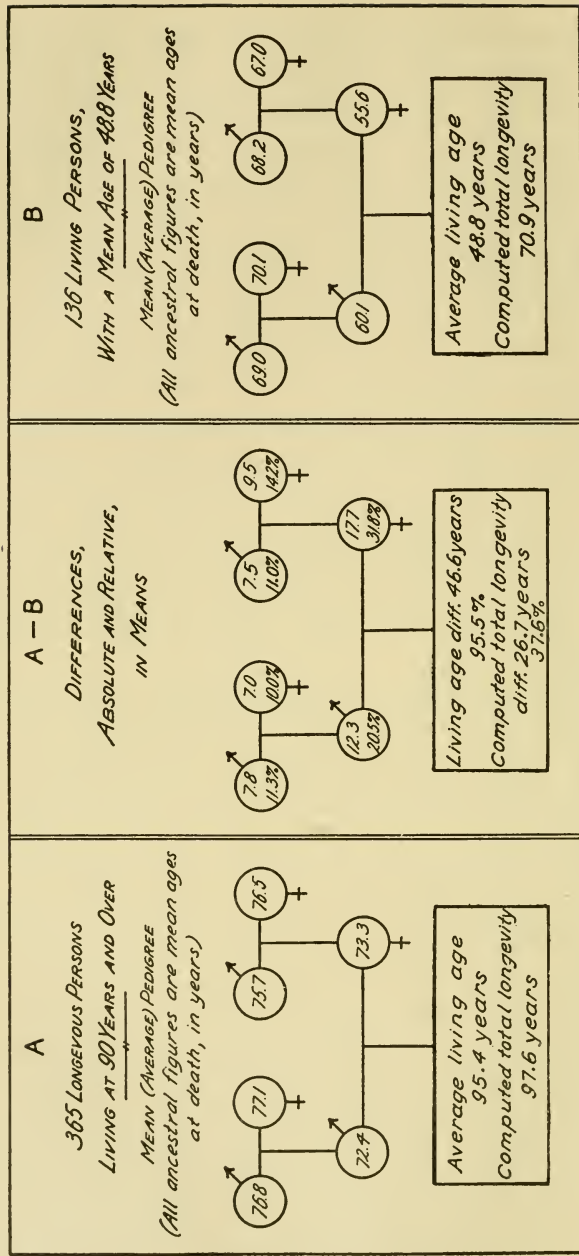 A
365 LONGEVOUS PERSONS
LIVING AT 90 YEARS AND OVER
MEAN (AVERAGE) PEDIGREE
(All ancestral figures are mean ages
at death, in years)
76.8 77.1 75.7 76.5
72.4 73.3
Average living age
95.4 years
Computed total longevity
97.6 years
A – B
DIFFERENCES,
ABSOLUTE AND RELATIVE,
IN MEANS
7.8 7.0 7.5 9.5
11.3% 10.0% 11.0% 14.2%
12.3 17.7
20.5% 31.8%
Living age diff. 46.6 years
95.5%
Computed total longevity
diff. 26.7 years
37.6%
B
136 LIVING PERSONS,
WITH A MEAN AGE OF 48.8 YEARS
MEAN (AVERAGE) PEDIGREE
(All ancestral figures are mean ages
at death, in years)
69.0 70.1 68.2 67.0
60.1 55.6
Average living age
48.8 years
Computed total longevity
70.9 years